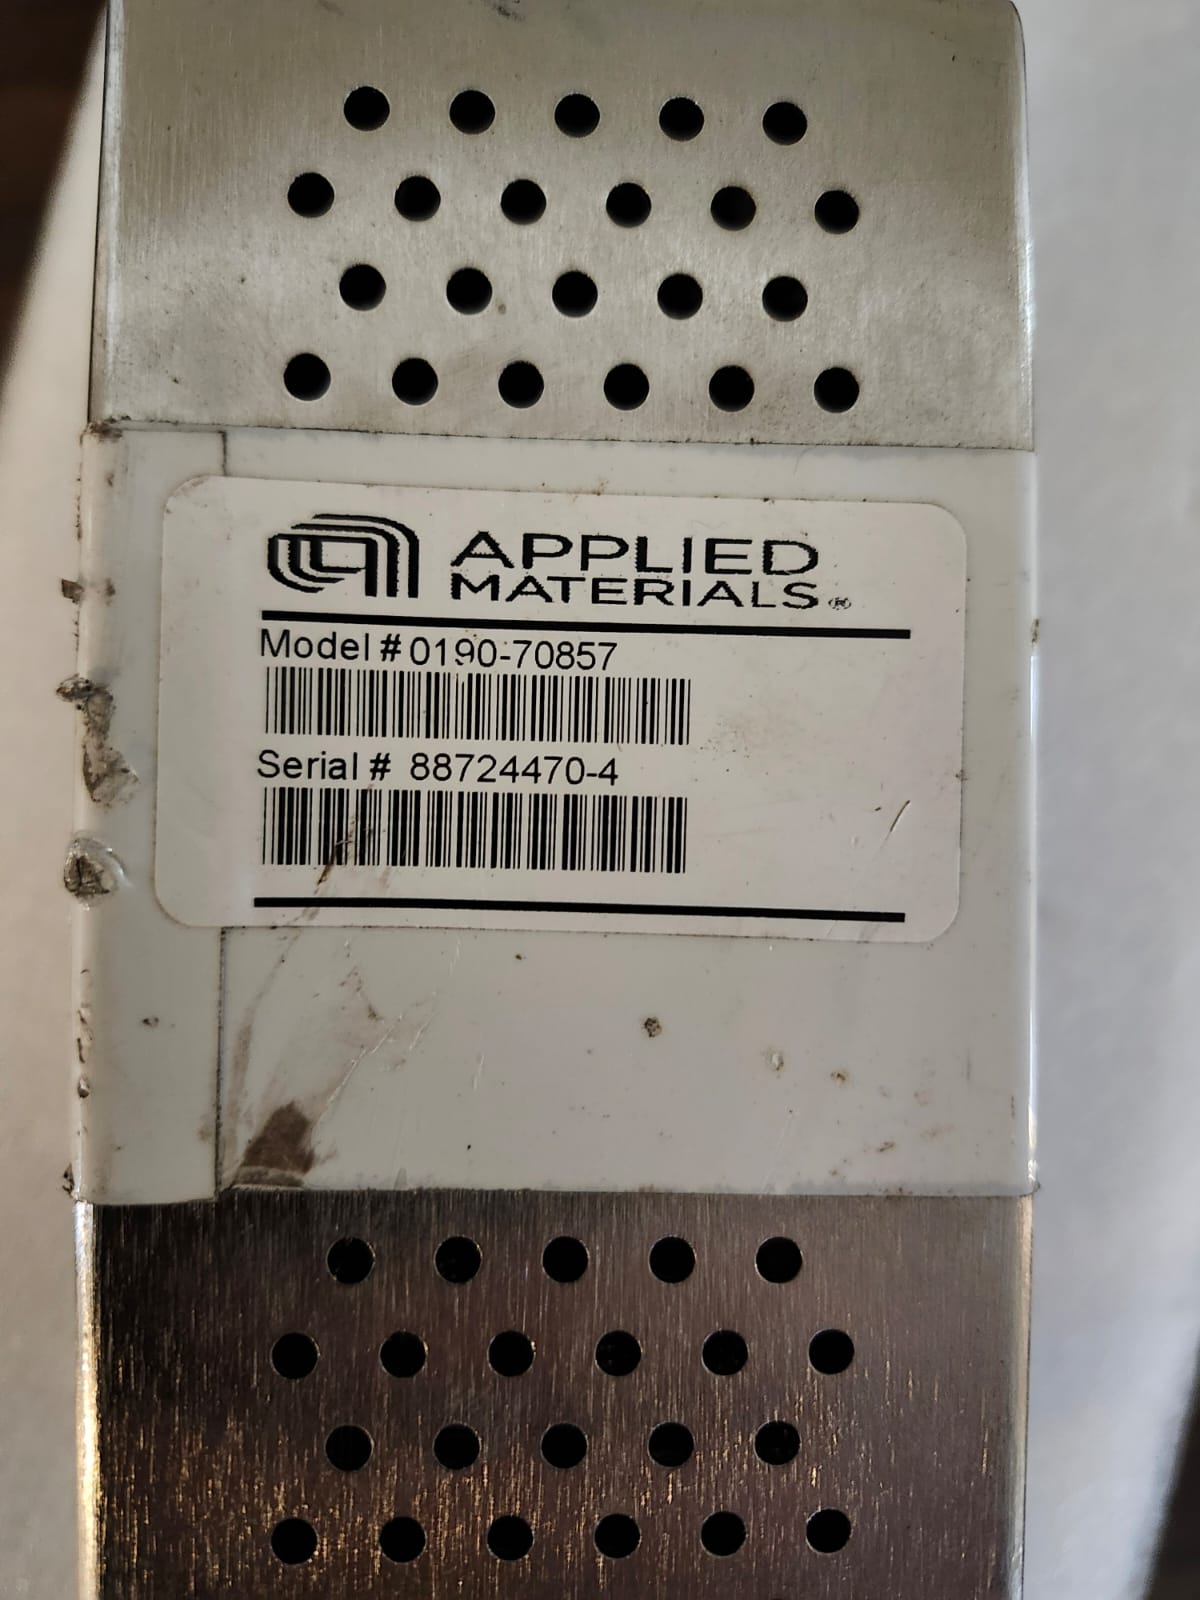 APPLIED
MATERIALS®
Model # 0190-70857
Serial # 88724470-4